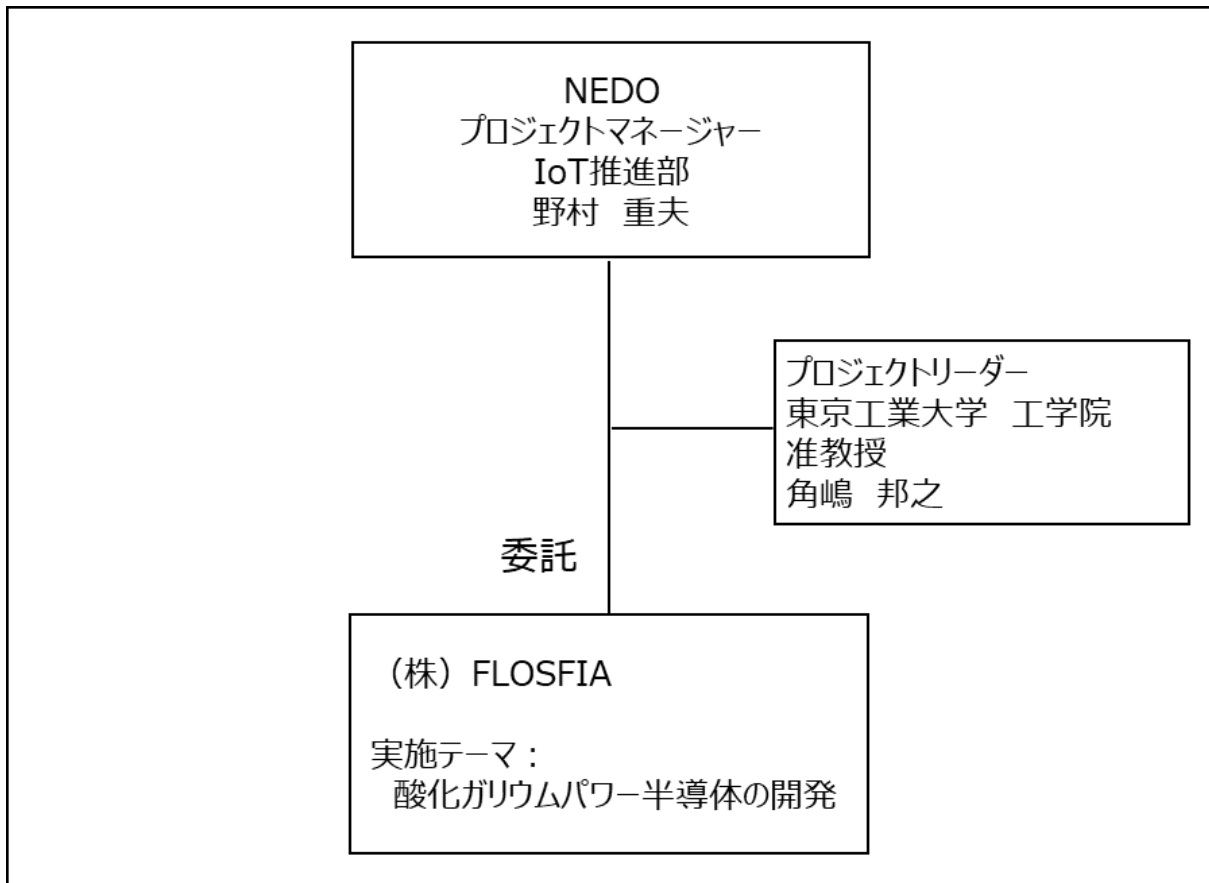 NEDO
プロジェクトマネージャー
IoT推進部
野村　重夫
プロジェクトリーダー
東京工業大学　工学院
准教授
角嶋　邦之
委託
（株）FLOSFIA
実施テーマ：
酸化ガリウムパワー半導体の開発